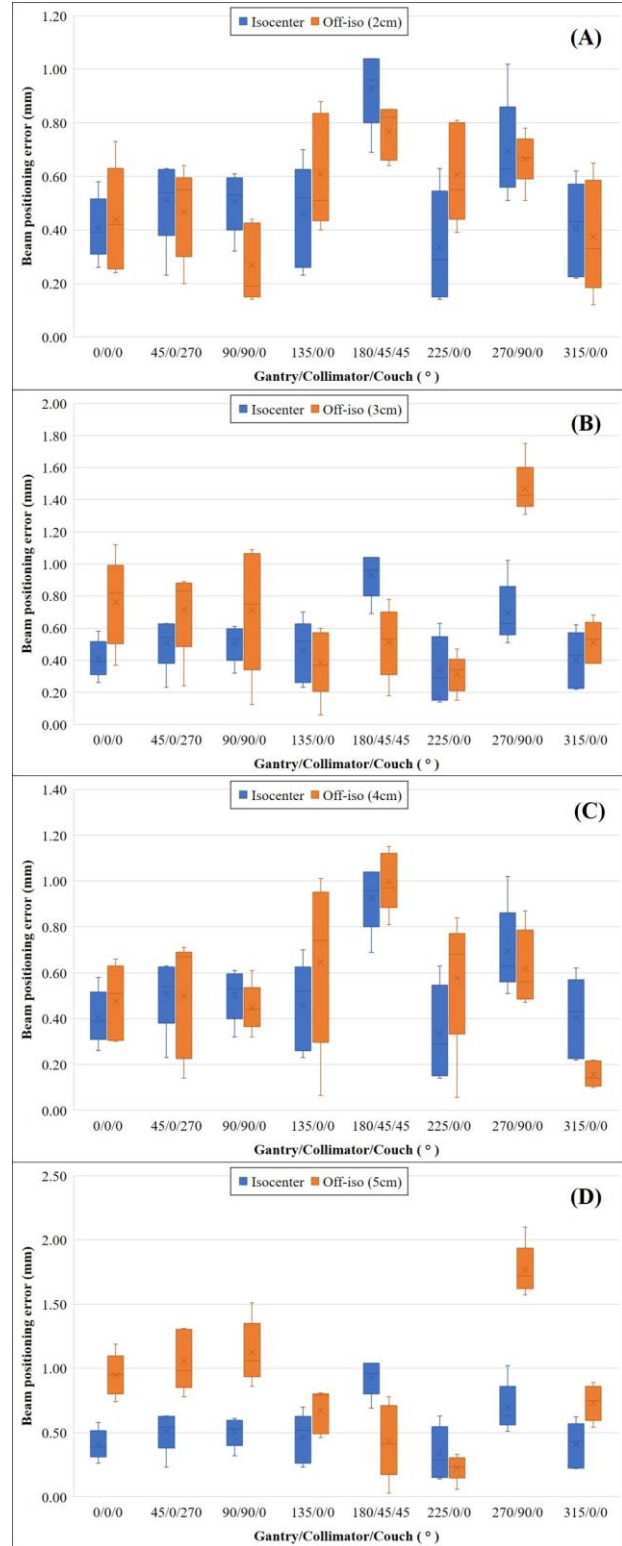 Isocenter Off-iso (2cm)
(A)
Beam positioning error (mm)
1.20
1.00
0.80
0.60
0.40
0.20
0.00
0/0/0 45/0/270 90/90/0 135/0/0 180/45/45 225/0/0 270/90/0 315/0/0
Gantry/Collimator/Couch ( ° )
Isocenter Off-iso (3cm)
(B)
Beam positioning error (mm)
2.00
1.80
1.60
1.40
1.20
1.00
0.80
0.60
0.40
0.20
0.00
0/0/0 45/0/270 90/90/0 135/0/0 180/45/45 225/0/0 270/90/0 315/0/0
Gantry/Collimator/Couch ( ° )
Isocenter Off-iso (4cm)
(C)
Beam positioning error (mm)
1.40
1.20
1.00
0.80
0.60
0.40
0.20
0.00
0/0/0 45/0/270 90/90/0 135/0/0 180/45/45 225/0/0 270/90/0 315/0/0
Gantry/Collimator/Couch ( ° )
Isocenter Off-iso (5cm)
(D)
Beam positioning error (mm)
2.50
2.00
1.50
1.00
0.50
0.00
0/0/0 45/0/270 90/90/0 135/0/0 180/45/45 225/0/0 270/90/0 315/0/0
Gantry/Collimator/Couch ( ° )